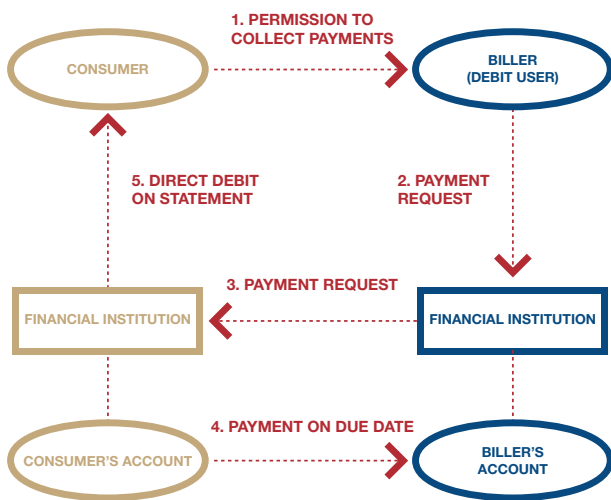 1. PERMISSION TO
COLLECT PAYMENTS
CONSUMER
BILLER
(DEBIT USER)
5. DIRECT DEBIT
ON STATEMENT
2. PAYMENT
REQUEST
3. PAYMENT REQUEST
FINANCIAL INSTITUTION
FINANCIAL INSTITUTION
4. PAYMENT ON DUE DATE
CONSUMER'S ACCOUNT
BILLER'S
ACCOUNT